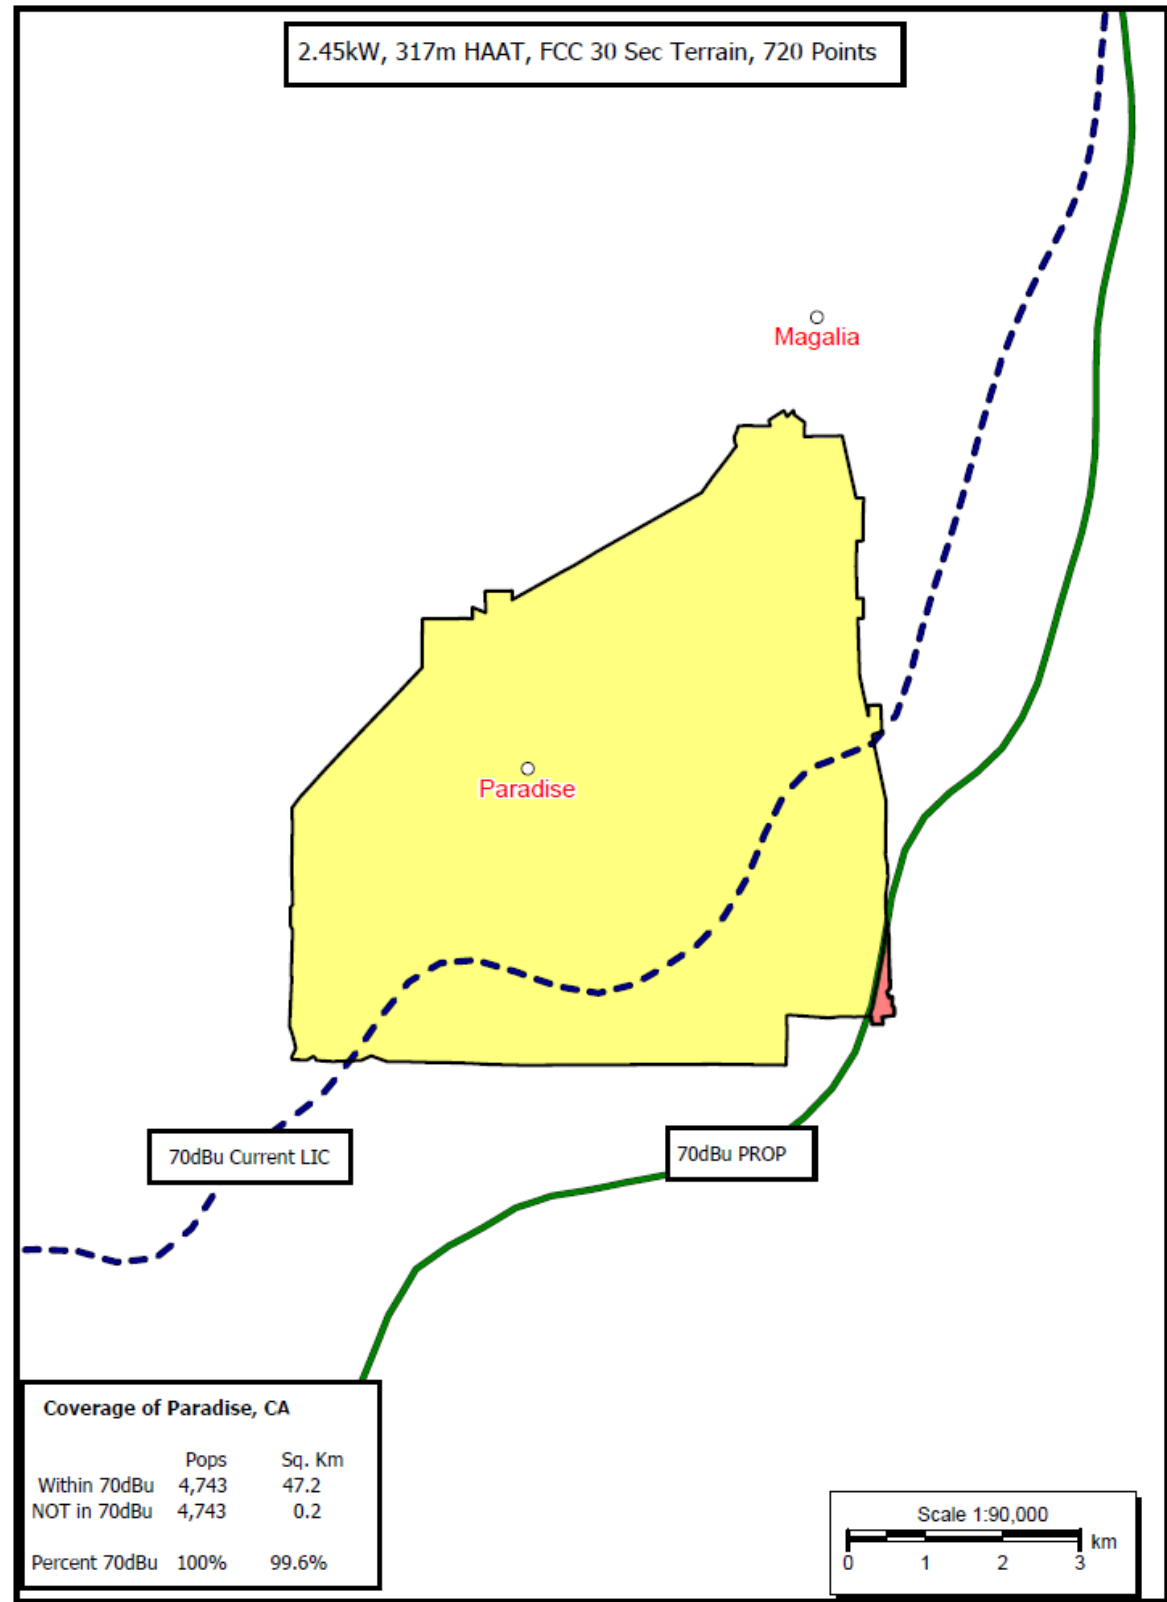 2.45kW, 317m HAAT, FCC 30 Sec Terrain, 720 Points
Magalia
Paradise
70dBu Current LIC
70dBu PROP
Coverage of Paradise, CA
Pops Sq. Km
Within 70dBu 4,743 47.2
NOT in 70dBu 4,743 0.2
Percent 70dBu 100% 99.6%
Scale 1:90,000
km
0 1 2 3